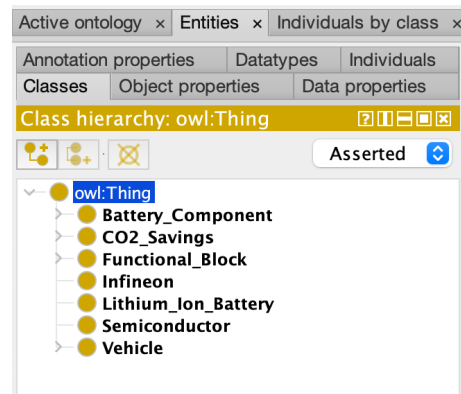 Active ontology × Entities × Individuals by class ×
Annotation properties Datatypes Individuals
Classes Object properties Data properties
Class hierarchy: owl:Thing
Asserted
owl:Thing
Battery_Component
CO2_Savings
Functional_Block
Infineon
Lithium_Ion_Battery
Semiconductor
Vehicle